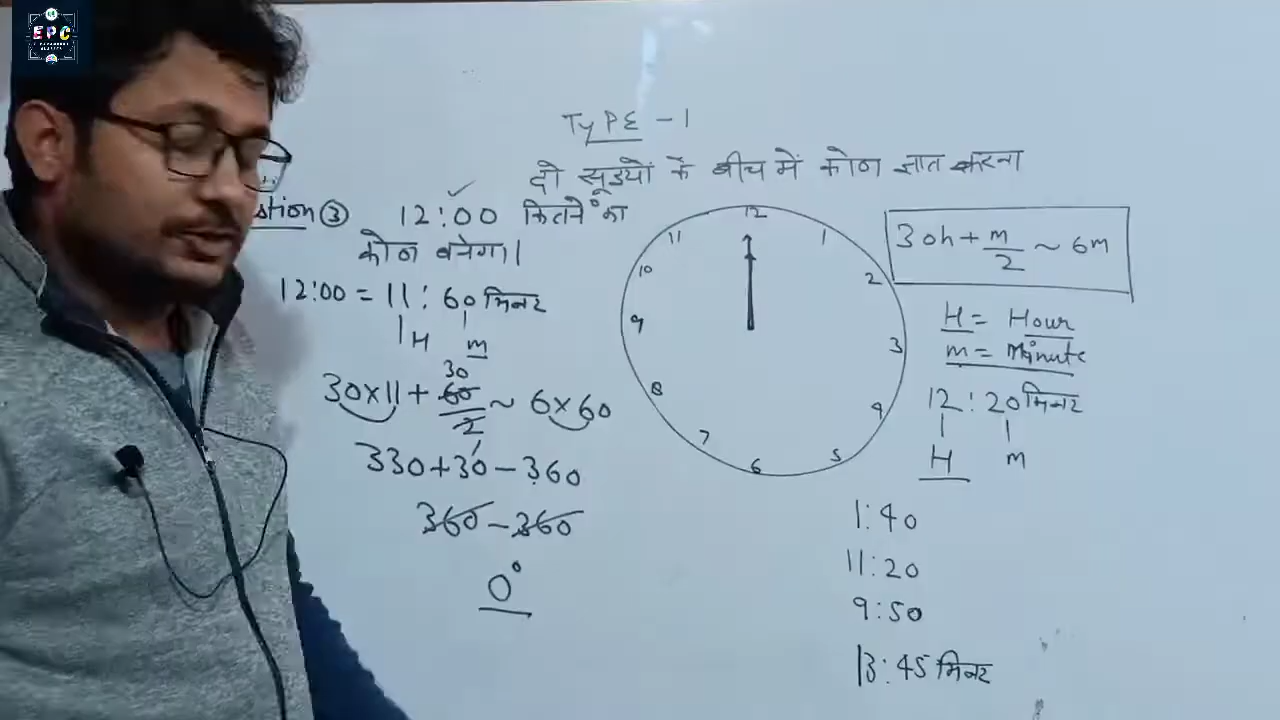 EPC
TyPE - 1
दो सूइयों के बीच में कोण ज्ञात करना
stion ③ 12:00 कितने° का
कोण बनेगा।
12:00 = 11 : 60 मिनट
H m
30×11 + 30 60/2 1 ~ 6×60
330+30-360
360-360
0°
12
1
2
3
4
5
6
7
8
9
10
11
30h + m/2 ~ 6m
H = Hour
m = Minute
12 : 20 मिनट
H m
1:40
11:20
9:50
13:45 मिनट